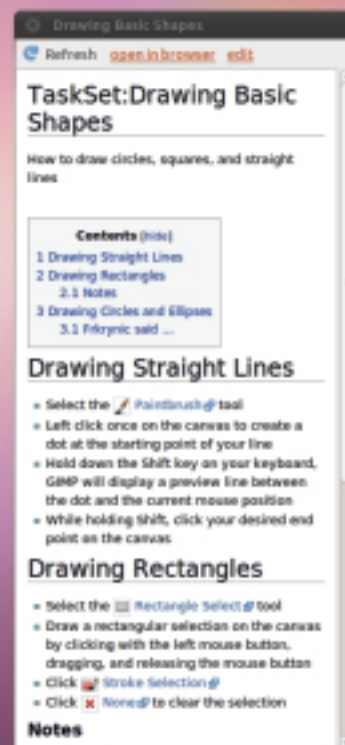 Drawing Basic Shapes
Refresh open in browser edit
TaskSet:Drawing Basic
Shapes
How to draw circles, squares, and straight
lines
Contents [hide]
1 Drawing Straight Lines
2 Drawing Rectangles
2.1 Notes
3 Drawing Circles and Ellipses
3.1 Frkrynic said ...
Drawing Straight Lines
Select the Paintbrush tool
Left click once on the canvas to create a
dot at the starting point of your line
Hold down the Shift key on your keyboard,
GIMP will display a preview line between
the dot and the current mouse position
While holding Shift, click your desired end
point on the canvas
Drawing Rectangles
Select the Rectangle Select tool
Draw a rectangular selection on the canvas
by clicking with the left mouse button,
dragging, and releasing the mouse button
Click Stroke Selection
Click None to clear the selection
Notes